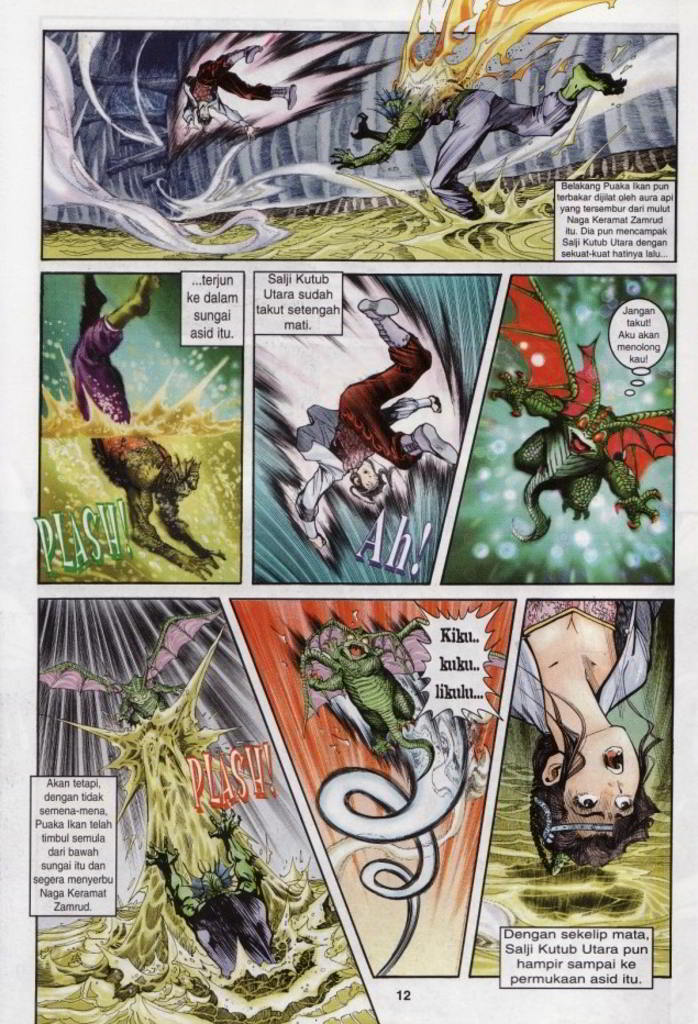 Belakang Puaka Ikan pun
terbakar dijilat oleh aura api
yang tersembur dari mulut
Naga Keramat Zamrud
itu. Dia pun mencampak
Salji Kutub Utara dengan
sekuat-kuat hatinya lalu...
...terjun
ke dalam
sungai
asid itu.
PLASH!
Salji Kutub
Utara sudah
takut setengah
mati.
Ah!
Jangan
takut!
Aku akan
menolong
kau!
Akan tetapi,
dengan tidak
semena-mena,
Puaka Ikan telah
timbul semula
dari bawah
sungai itu dan
segera menyerbu
Naga Keramat
Zamrud.
PLASH!
Kiku..
kuku..
likulu...
Dengan sekelip mata,
Salji Kutub Utara pun
hampir sampai ke
permukaan asid itu.
12